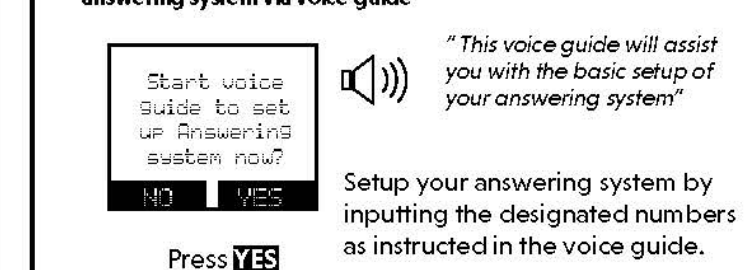 answering system via voice guide
Start voice
guide to set
up Answering
system now?
NO YES
Press YES
" This voice guide will assist
you with the basic setup of
your answering system"
Setup your answering system by
inputting the designated numbers
as instructed in the voice guide.